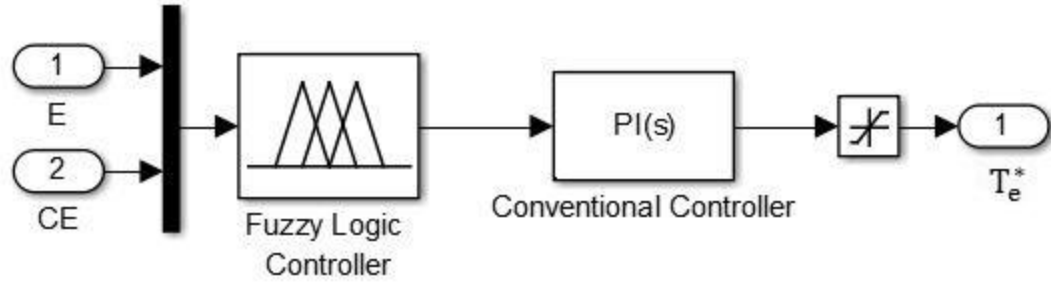 1
E
2
CE
Fuzzy Logic
Controller
PI(s)
Conventional Controller
1
T*e